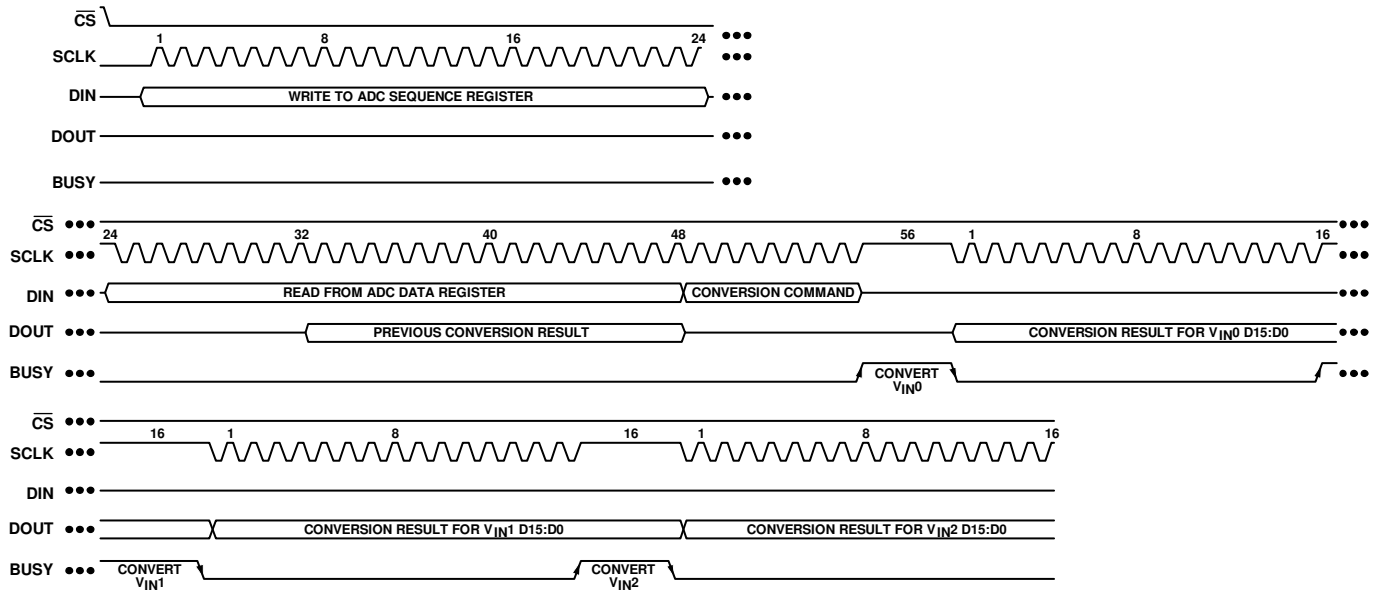 CS
1 8 16 24
SCLK
DIN WRITE TO ADC SEQUENCE REGISTER
DOUT
BUSY
CS
24 32 40 48 56 1 8 16
SCLK
DIN READ FROM ADC DATA REGISTER CONVERSION COMMAND
DOUT PREVIOUS CONVERSION RESULT CONVERSION RESULT FOR VIN0 D15:D0
BUSY CONVERT
VIN0
CS
16 1 8 16 1 8 16
SCLK
DIN
DOUT CONVERSION RESULT FOR VIN1 D15:D0 CONVERSION RESULT FOR VIN2 D15:D0
BUSY CONVERT CONVERT
VIN1 VIN2